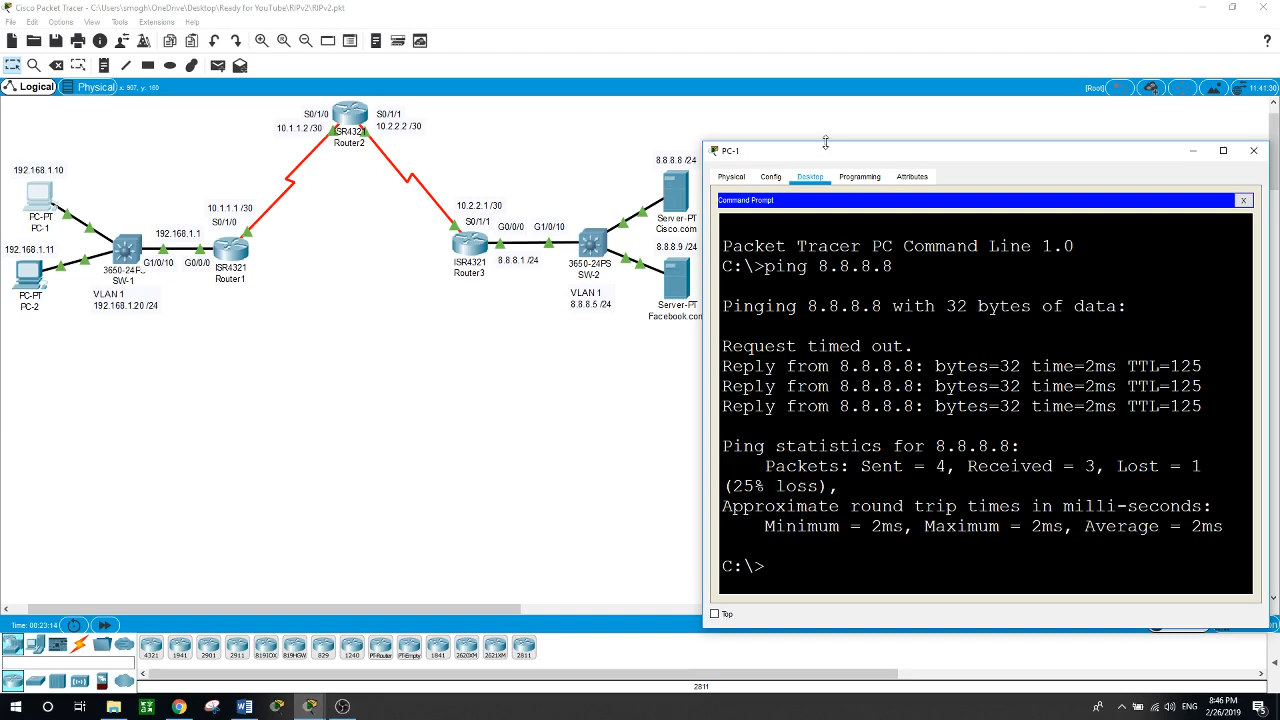 Cisco Packet Tracer - C:\Users\smogh\OneDrive\Desktop\Ready for YouTube\RIPv2\RIPv2.pkt
File Edit Options View Tools Extensions Help
?
Logical Physical x: 907, y: 160 [Root] 11:41:30
S0/1/0 S0/1/1
10.1.1.2 /30 10.2.2.2 /30
ISR4321
Router2
192.168.1.10
PC-PT
PC-1
192.168.1.11
PC-PT
PC-2
3650-24PS
SW-1
G1/0/10
VLAN 1
192.168.1.20 /24
192.168.1.1
G0/0/0
10.1.1.1 /30
S0/1/0
ISR4321
Router1
10.2.2.1 /30
S0/1/1
ISR4321
Router3
G0/0/0 G1/0/10
8.8.8.1 /24
3650-24PS
SW-2
VLAN 1
8.8.8.5 /24
8.8.8.8 /24
Server-PT
Cisco.com
8.8.8.9 /24
Server-PT
Facebook.com
PC-1
Physical Config Desktop Programming Attributes
Command Prompt X
Packet Tracer PC Command Line 1.0
C:\>ping 8.8.8.8
Pinging 8.8.8.8 with 32 bytes of data:
Request timed out.
Reply from 8.8.8.8: bytes=32 time=2ms TTL=125
Reply from 8.8.8.8: bytes=32 time=2ms TTL=125
Reply from 8.8.8.8: bytes=32 time=2ms TTL=125
Ping statistics for 8.8.8.8:
Packets: Sent = 4, Received = 3, Lost = 1
(25% loss),
Approximate round trip times in milli-seconds:
Minimum = 2ms, Maximum = 2ms, Average = 2ms
C:\>
Top
Time: 00:23:14
4321 1941 2901 2911 819IOX 819HGW 829 1240 PT-Router PT-Empty 1841 2620XM 2621XM 2811
2811
ENG 8:46 PM
2/26/2019